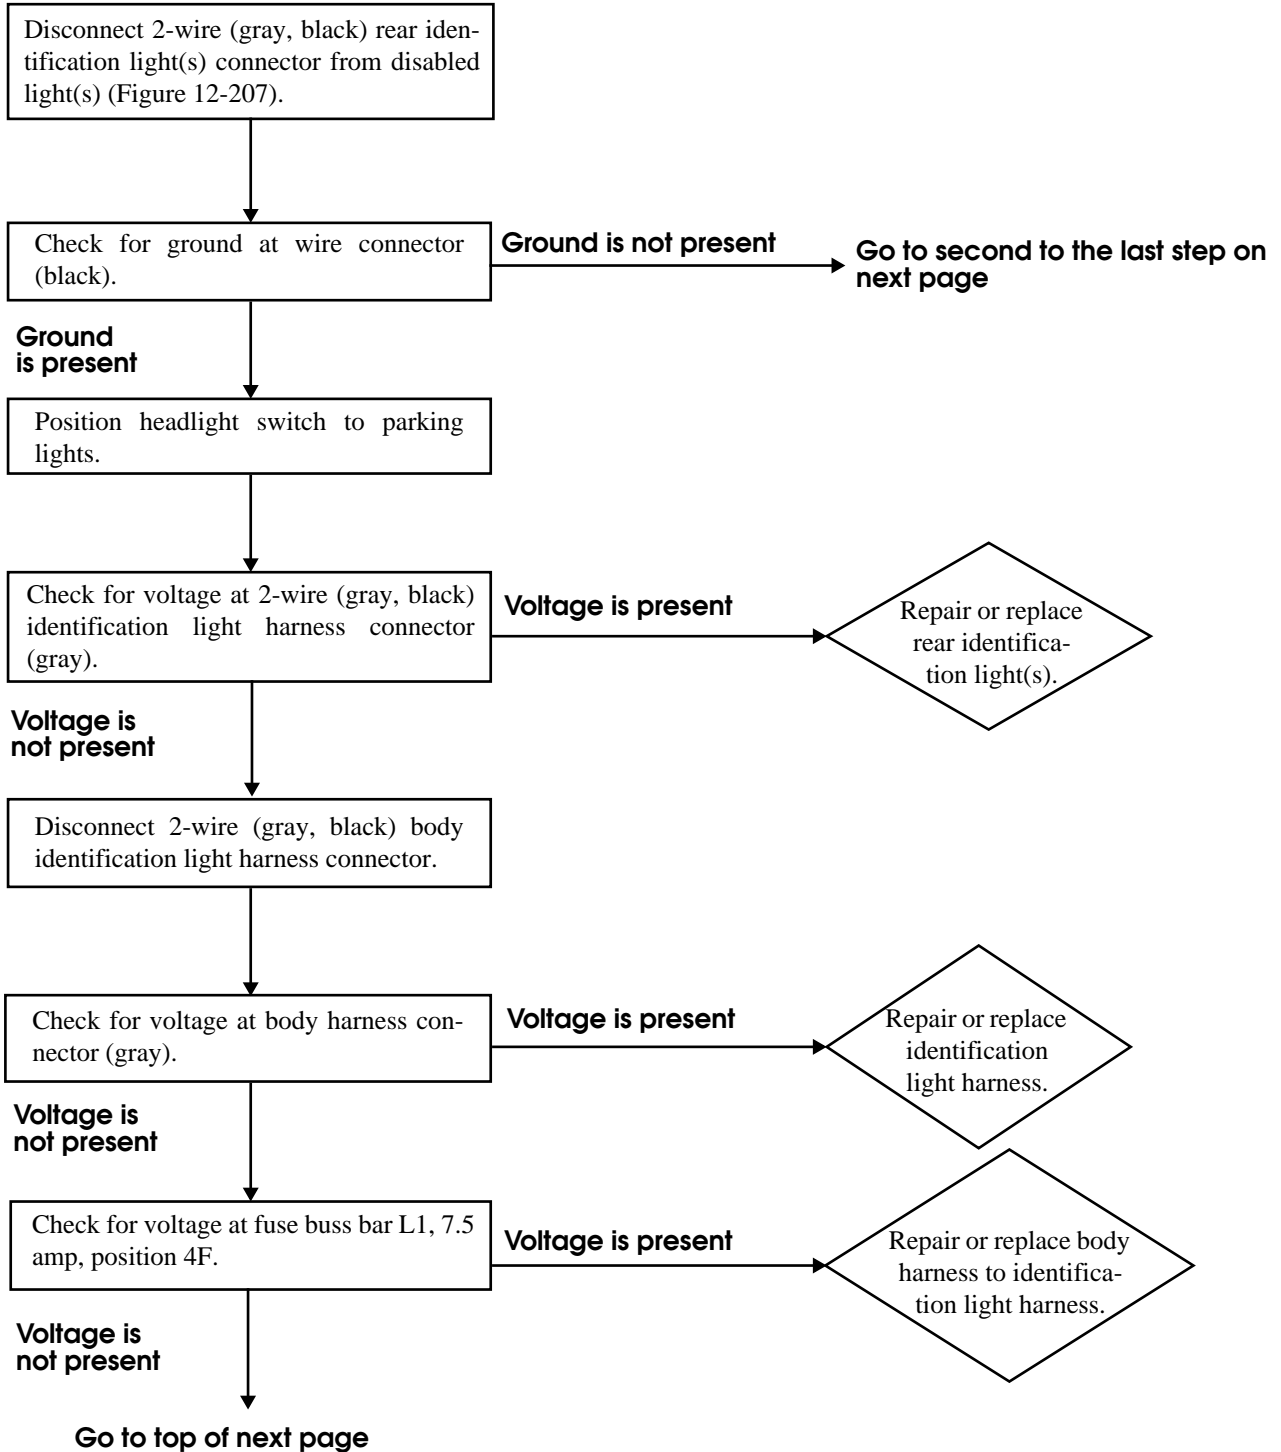 Disconnect 2-wire (gray, black) rear iden-
tification light(s) connector from disabled
light(s) (Figure 12-207).
Check for ground at wire connector
(black).
Ground is not present
Go to second to the last step on
next page
Ground
is present
Position headlight switch to parking
lights.
Check for voltage at 2-wire (gray, black)
identification light harness connector
(gray).
Voltage is present
Repair or replace
rear identifica-
tion light(s).
Voltage is
not present
Disconnect 2-wire (gray, black) body
identification light harness connector.
Check for voltage at body harness con-
nector (gray).
Voltage is present
Repair or replace
identification
light harness.
Voltage is
not present
Check for voltage at fuse buss bar L1, 7.5
amp, position 4F.
Voltage is present
Repair or replace body
harness to identifica-
tion light harness.
Voltage is
not present
Go to top of next page